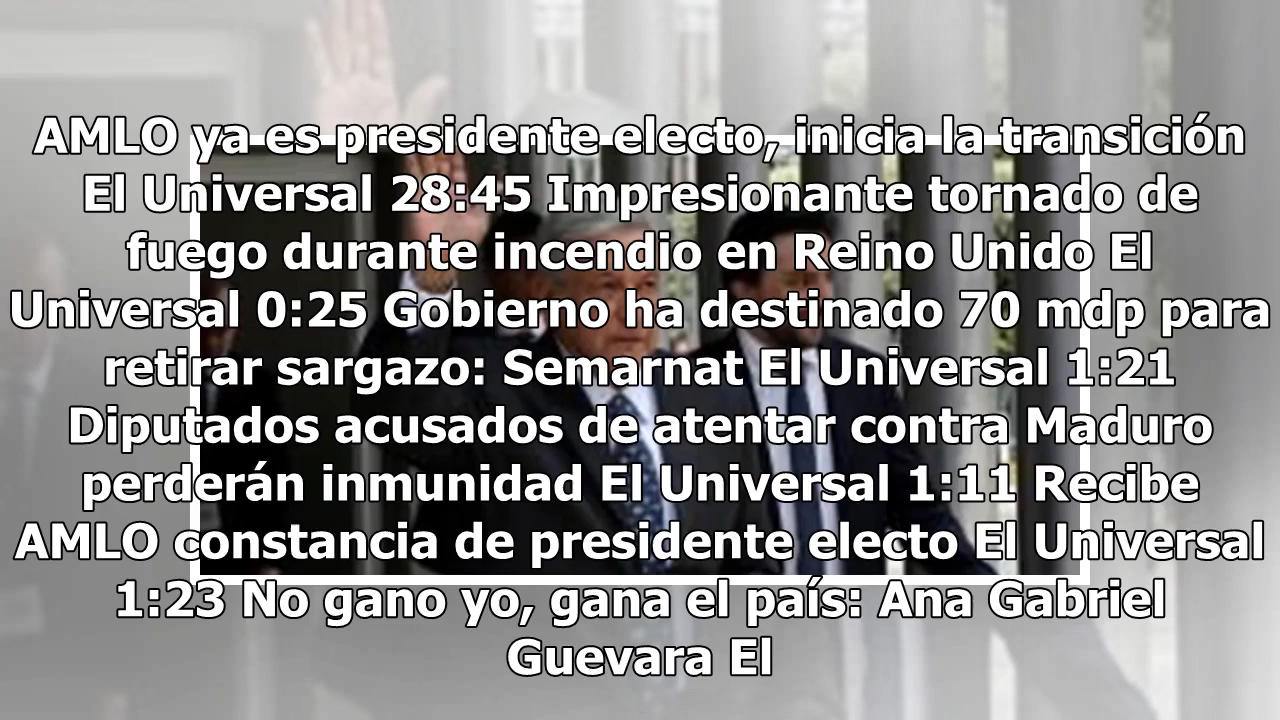 AMLO ya es presidente electo, inicia la transición
El Universal 28:45 Impresionante tornado de
fuego durante incendio en Reino Unido El
Universal 0:25 Gobierno ha destinado 70 mdp para
retirar sargazo: Semarnat El Universal 1:21
Diputados acusados de atentar contra Maduro
perderán inmunidad El Universal 1:11 Recibe
AMLO constancia de presidente electo El Universal
1:23 No gano yo, gana el país: Ana Gabriel
Guevara El